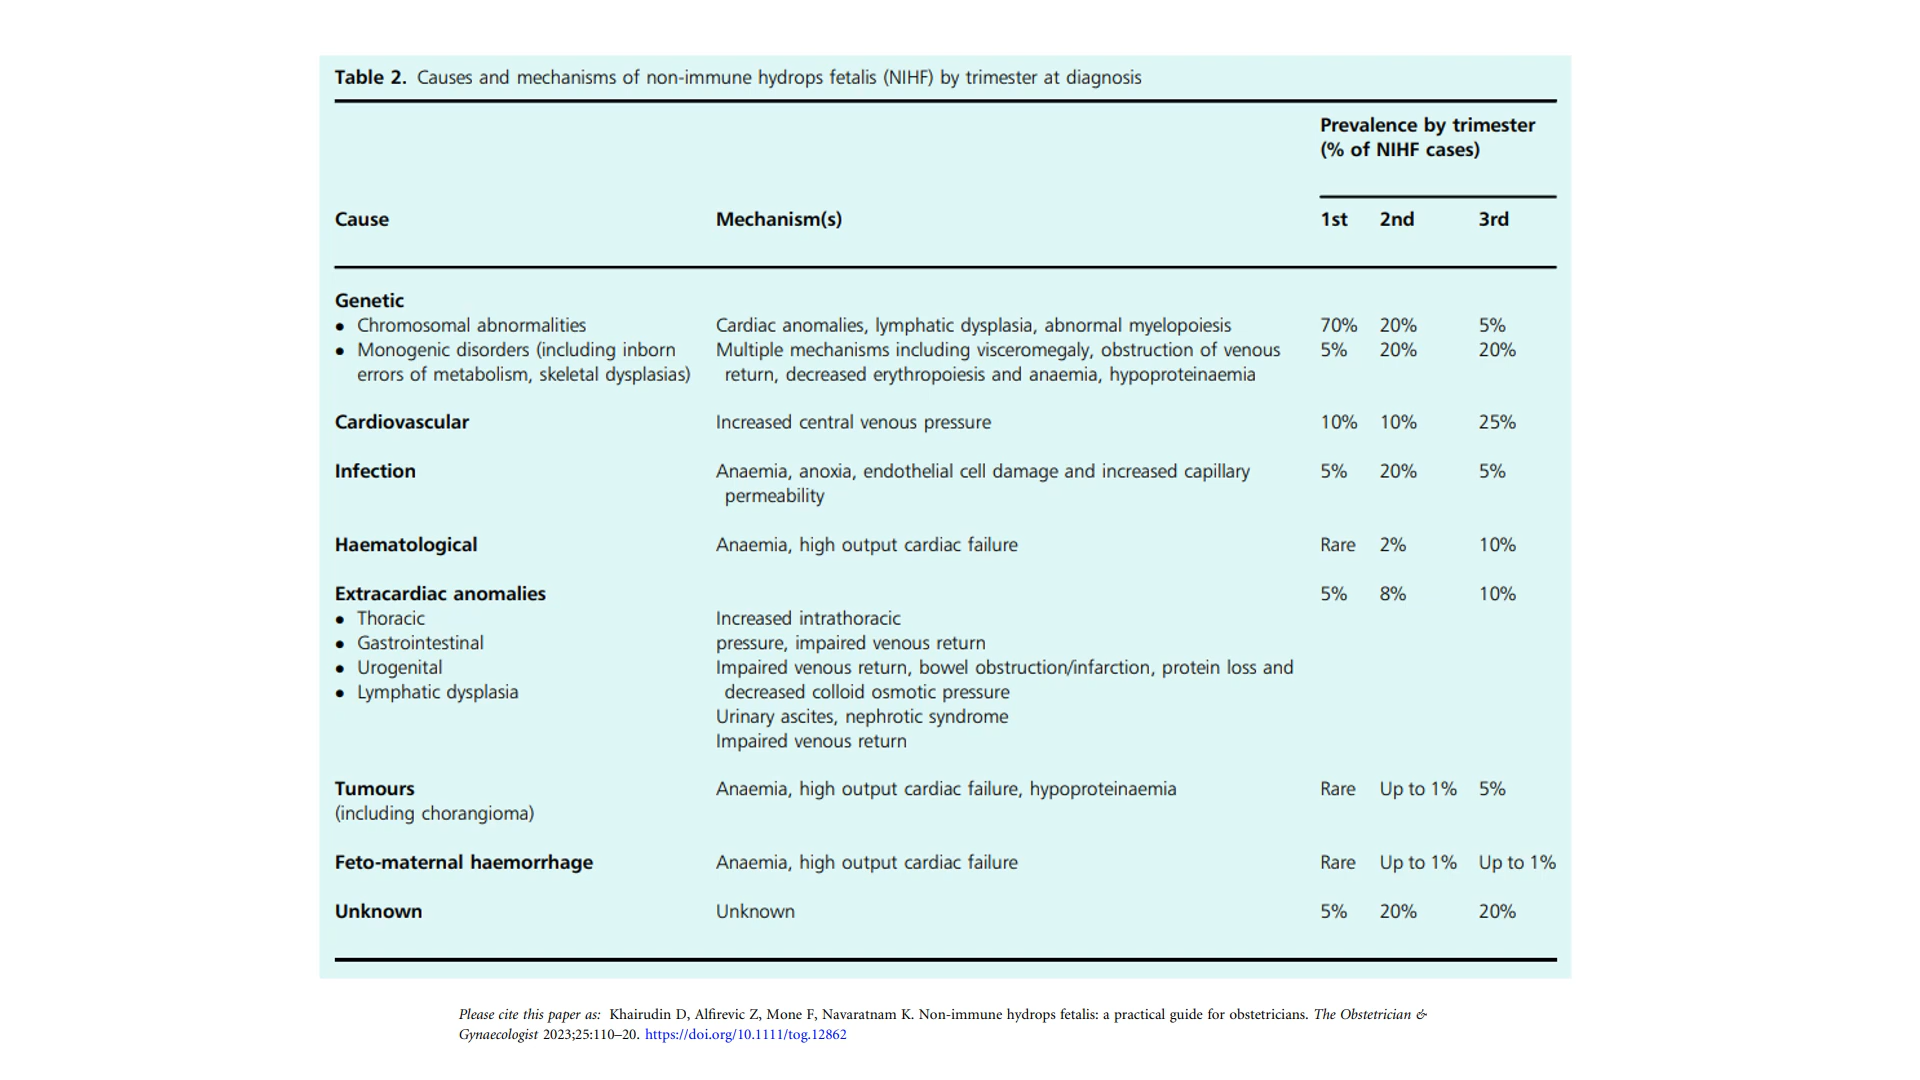 Table 2. Causes and mechanisms of non-immune hydrops fetalis (NIHF) by trimester at diagnosis
Prevalence by trimester
(% of NIHF cases)
Cause Mechanism(s) 1st 2nd 3rd
Genetic
• Chromosomal abnormalities Cardiac anomalies, lymphatic dysplasia, abnormal myelopoiesis 70% 20% 5%
• Monogenic disorders (including inborn Multiple mechanisms including visceromegaly, obstruction of venous 5% 20% 20%
errors of metabolism, skeletal dysplasias) return, decreased erythropoiesis and anaemia, hypoproteinaemia
Cardiovascular Increased central venous pressure 10% 10% 25%
Infection Anaemia, anoxia, endothelial cell damage and increased capillary 5% 20% 5%
permeability
Haematological Anaemia, high output cardiac failure Rare 2% 10%
Extracardiac anomalies 5% 8% 10%
• Thoracic Increased intrathoracic
• Gastrointestinal pressure, impaired venous return
• Urogenital Impaired venous return, bowel obstruction/infarction, protein loss and
• Lymphatic dysplasia decreased colloid osmotic pressure
Urinary ascites, nephrotic syndrome
Impaired venous return
Tumours Anaemia, high output cardiac failure, hypoproteinaemia Rare Up to 1% 5%
(including chorangioma)
Feto-maternal haemorrhage Anaemia, high output cardiac failure Rare Up to 1% Up to 1%
Unknown Unknown 5% 20% 20%
Please cite this paper as: Khairudin D, Alfirevic Z, Mone F, Navaratnam K. Non-immune hydrops fetalis: a practical guide for obstetricians. The Obstetrician &
Gynaecologist 2023;25:110–20. https://doi.org/10.1111/tog.12862